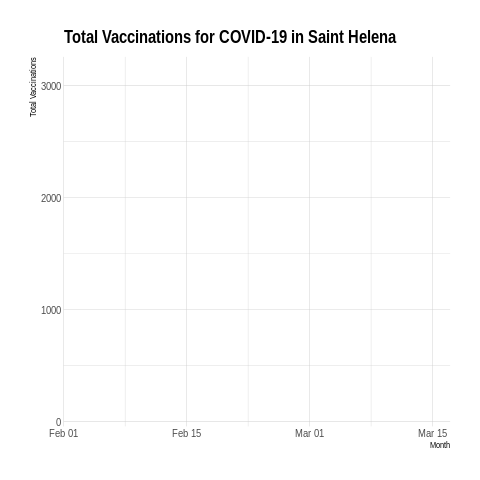 Total Vaccinations for COVID-19 in Saint Helena
Total Vaccinations
3000
2000
1000
0
Feb 01 Feb 15 Mar 01 Mar 15
Month